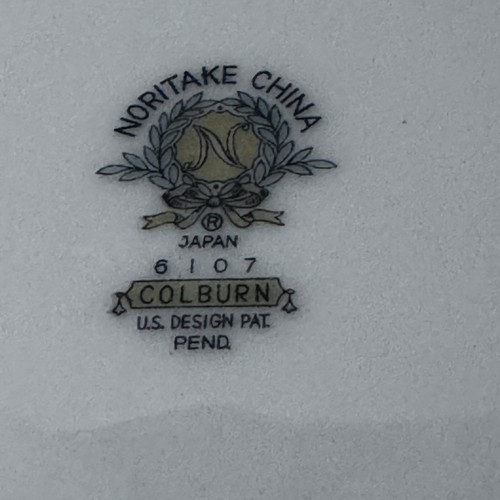 NORITAKE CHINA
N
®
JAPAN
6107
COLBURN
U.S. DESIGN PAT.
PEND.